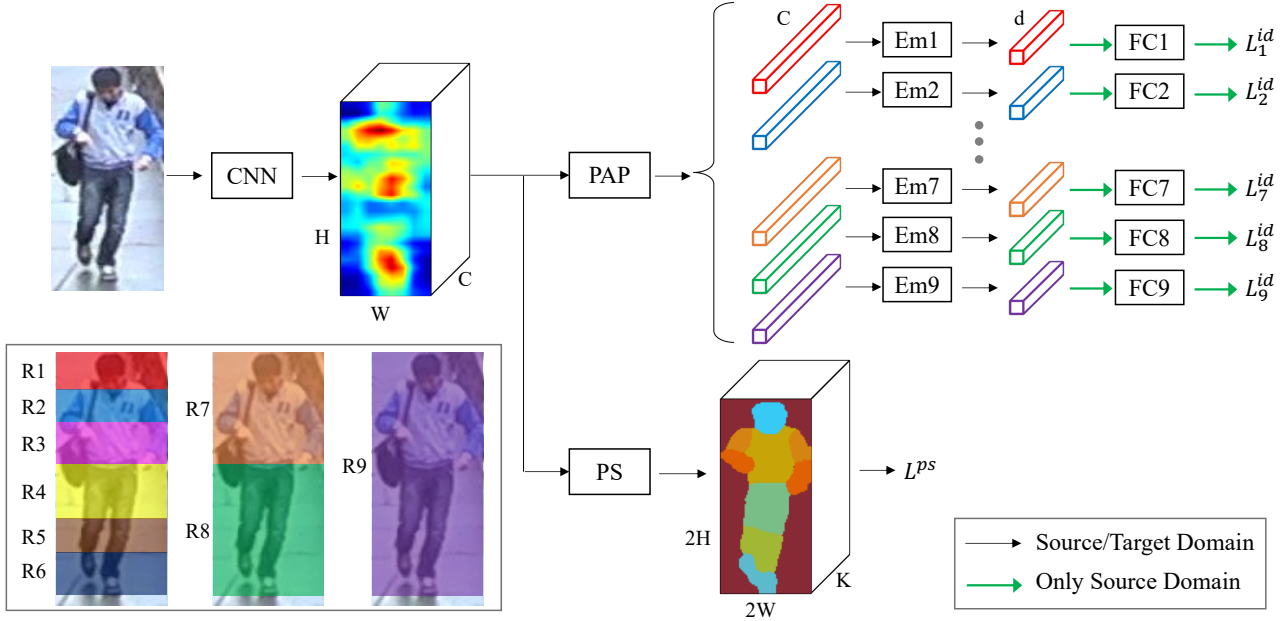 C
d
Em1
FC1
L_1^{id}
Em2
FC2
L_2^{id}
CNN
PAP
H
C
W
Em7
FC7
L_7^{id}
Em8
FC8
L_8^{id}
Em9
FC9
L_9^{id}
R1
R2
R3
R4
R5
R6
R7
R8
R9
PS
L^{ps}
2H
K
2W
Source/Target Domain
Only Source Domain